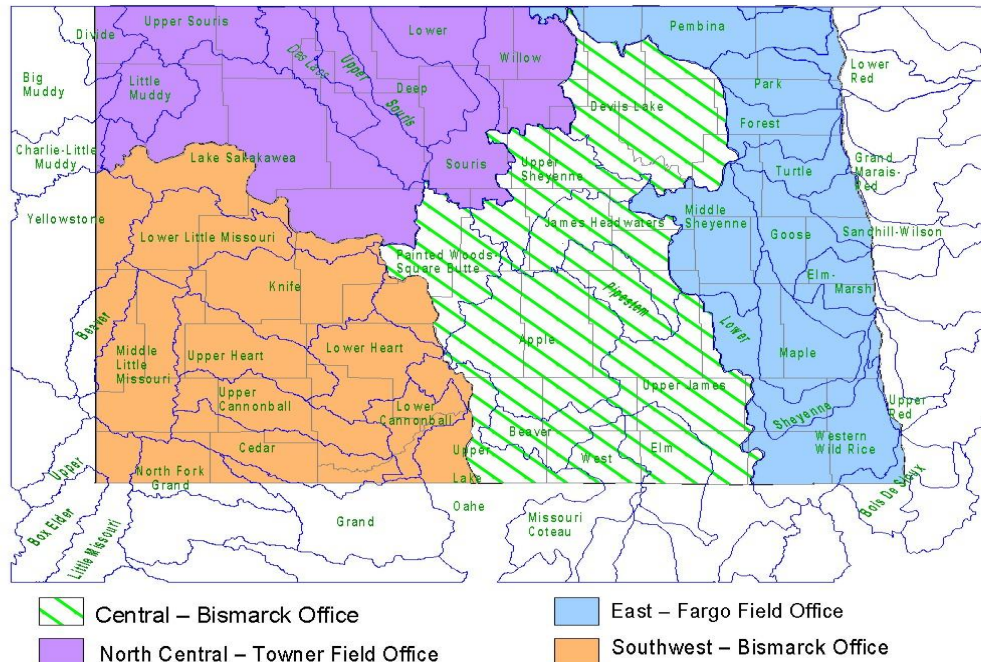 Divide
Upper Souris
Lower
Pembina
Des Lacs
Upper
Souris
Willow
Big
Muddy
Little
Muddy
Deep
Devils Lake
Park
Lower
Red
Forest
Charlie-Little
Muddy
Lake Sakakawea
Souris
Upper
Sheyenne
Turtle
Grand
Marais-
Red
Yellowstone
Lower Little Missouri
James Headwaters
Middle
Sheyenne
Goose
Sandhill-Wilson
Painted Woods-
Square Butte
Knife
Pipestem
Elm-
Marsh
Beaver
Middle
Little
Missouri
Upper Heart
Lower Heart
Apple
Lower
Maple
Upper
Cannonball
Lower
Cannonball
Upper James
Sheyenne
Upper
Red
Cedar
Beaver
West
Elm
Western
Wild Rice
Upper
North Fork
Grand
Upper
Lake
Oahe
Bois De Sioux
Box Elder
Little Missouri
Grand
Missouri
Coteau
Central – Bismarck Office
East – Fargo Field Office
North Central – Towner Field Office
Southwest – Bismarck Office